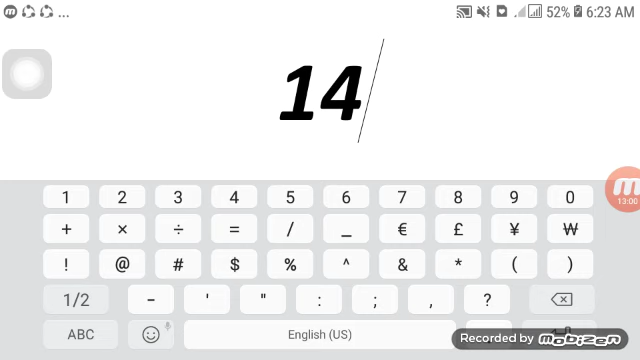 ... 52% 6:23 AM
14
13:00
1 2 3 4 5 6 7 8 9 0
+ × ÷ = / _ € £ ¥ ₩
! @ # $ % ^ & * ( )
1/2 - ' " : ; , ?
ABC English (US)
Recorded by mobizen